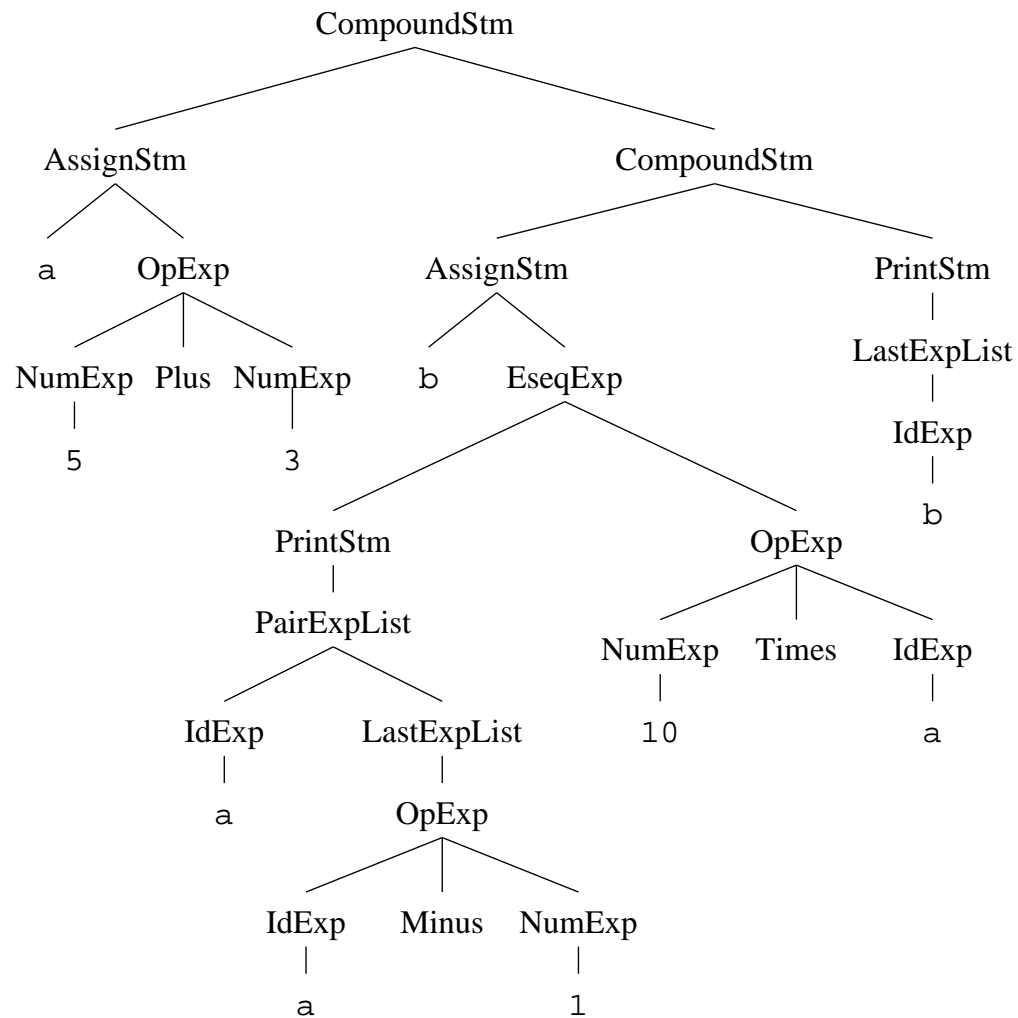 CompoundStm
AssignStm CompoundStm
a OpExp AssignStm PrintStm
NumExp Plus NumExp b EseqExp LastExpList
5 3 IdExp
b
PrintStm OpExp
PairExpList
NumExp Times IdExp
IdExp LastExpList 10 a
a OpExp
IdExp Minus NumExp
a 1